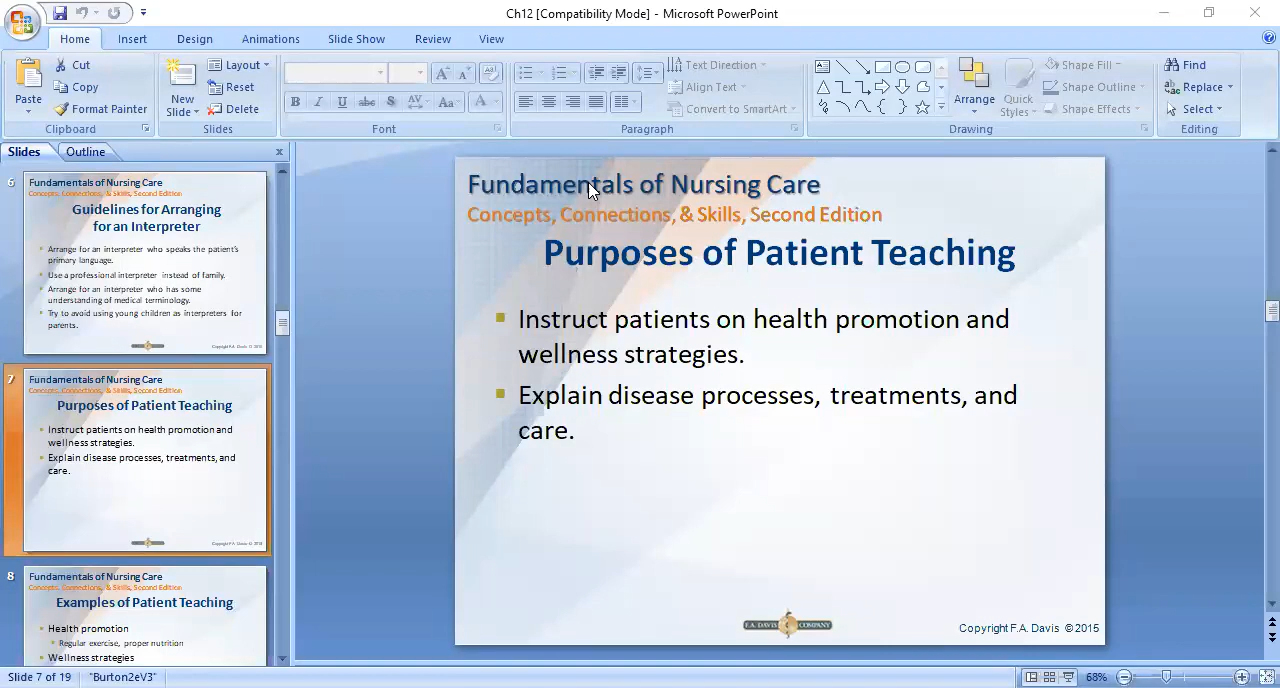 Ch12 [Compatibility Mode] - Microsoft PowerPoint
Home Insert Design Animations Slide Show Review View
Paste
Cut
Copy
Format Painter
Clipboard
New
Slide
Layout
Reset
Delete
Slides
B I U abc S AV Aa A
Font
Text Direction
Align Text
Convert to SmartArt
Paragraph
Arrange
Quick
Styles
Shape Fill
Shape Outline
Shape Effects
Drawing
Find
Replace
Select
Editing
Slides Outline x
6
Fundamentals of Nursing Care
Concepts, Connections, & Skills, Second Edition
Guidelines for Arranging
for an Interpreter
Arrange for an interpreter who speaks the patient's
primary language.
Use a professional interpreter instead of family.
Arrange for an interpreter who has some
understanding of medical terminology.
Try to avoid using young children as interpreters for
parents.
Copyright F.A. Davis © 2015
7
Fundamentals of Nursing Care
Concepts, Connections, & Skills, Second Edition
Purposes of Patient Teaching
Instruct patients on health promotion and
wellness strategies.
Explain disease processes, treatments, and
care.
Copyright F.A. Davis © 2015
8
Fundamentals of Nursing Care
Concepts, Connections, & Skills, Second Edition
Examples of Patient Teaching
Health promotion
Regular exercise, proper nutrition
Wellness strategies
Fundamentals of Nursing Care
Concepts, Connections, & Skills, Second Edition
Purposes of Patient Teaching
Instruct patients on health promotion and
wellness strategies.
Explain disease processes, treatments, and
care.
F.A. DAVIS COMPANY
Copyright F.A. Davis © 2015
Slide 7 of 19 "Burton2eV3" 68%